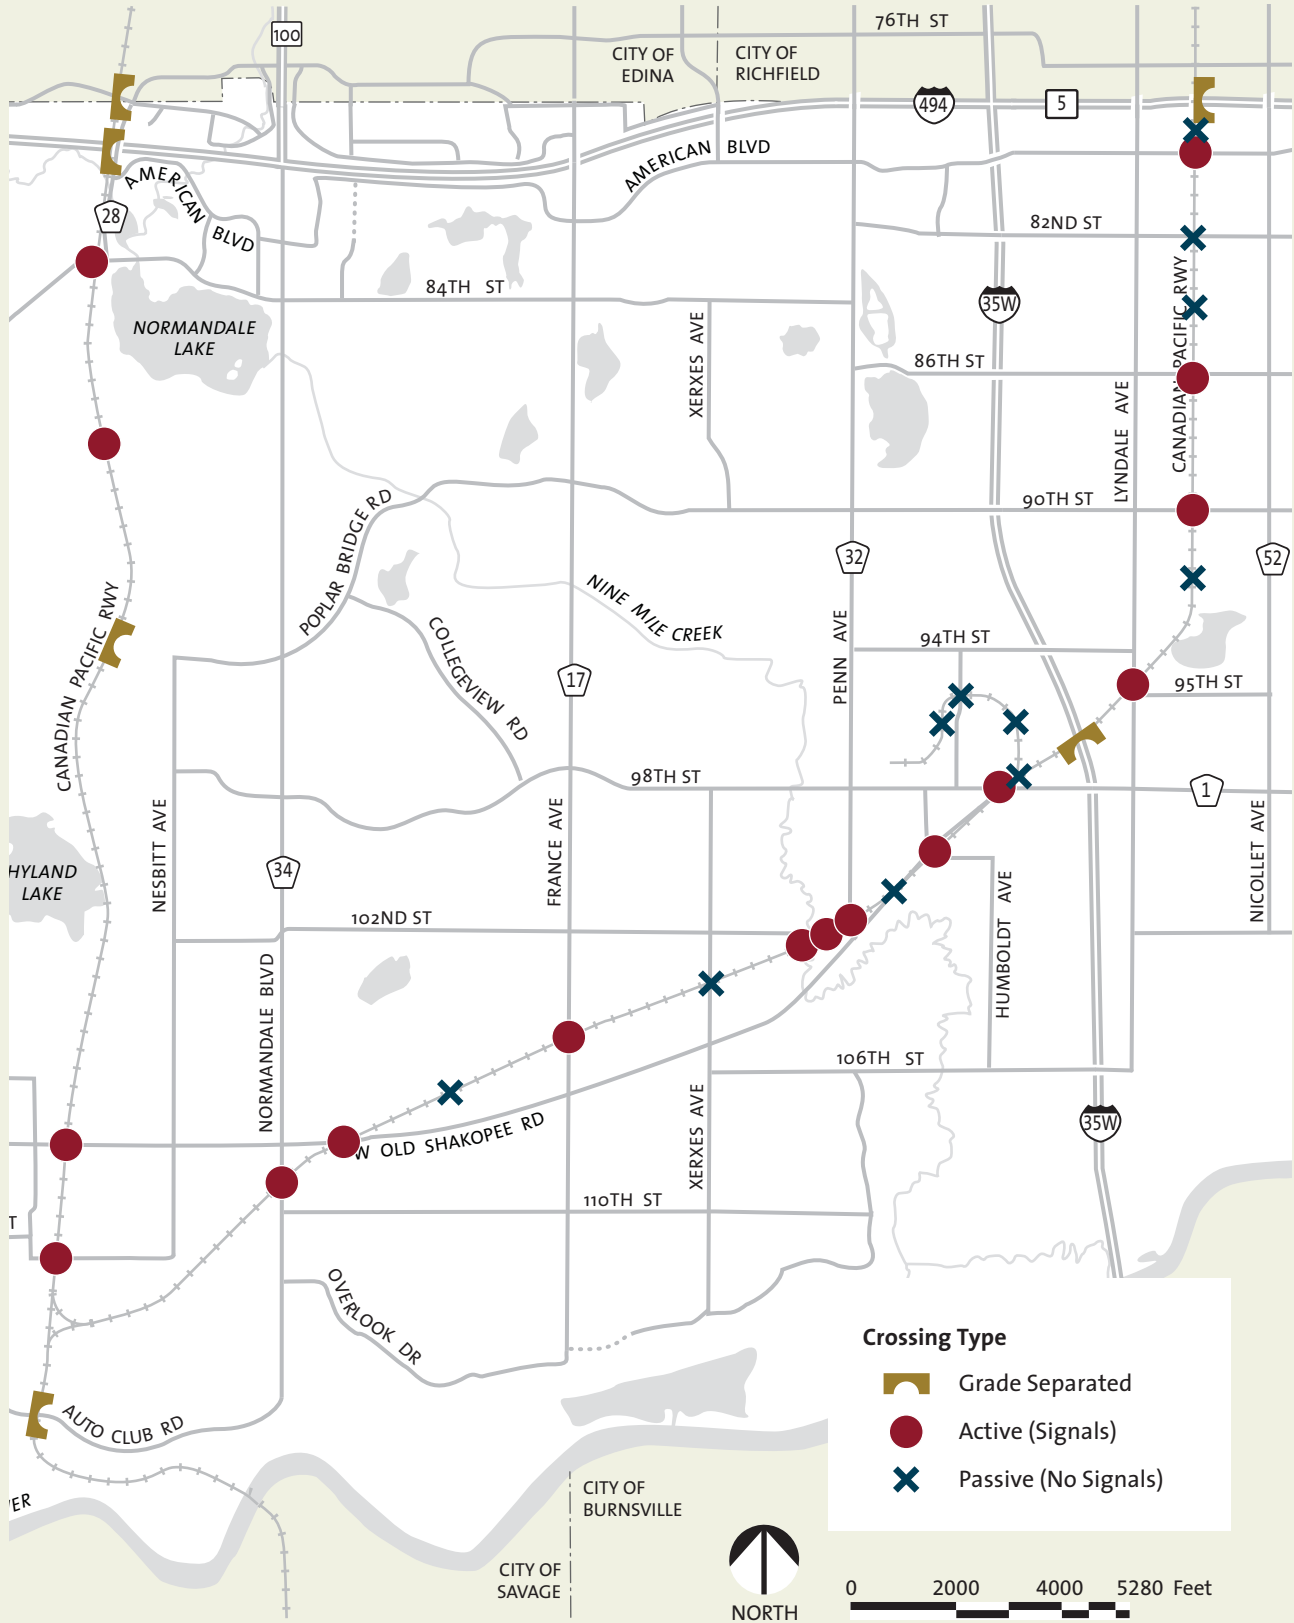 76TH ST
100
CITY OF
EDINA
CITY OF
RICHFIELD
494
5
AMERICAN BLVD
AMERICAN BLVD
28
82ND ST
84TH ST
35W
NORMANDALE
LAKE
XERXES AVE
86TH ST
CANADIAN PACIFIC RWY
LYNDALE AVE
90TH ST
POPLAR BRIDGE RD
32
52
NINE MILE CREEK
CANADIAN PACIFIC RWY
COLLEGEVIEW RD
94TH ST
PENN AVE
17
95TH ST
98TH ST
1
NESBITT AVE
FRANCE AVE
NICOLLET AVE
HYLAND
LAKE
34
102ND ST
HUMBOLDT AVE
NORMANDALE BLVD
106TH ST
XERXES AVE
W OLD SHAKOPEE RD
35W
110TH ST
T
OVERLOOK DR
AUTO CLUB RD
Crossing Type
Grade Separated
Active (Signals)
Passive (No Signals)
VER
CITY OF
BURNSVILLE
CITY OF
SAVAGE
NORTH
0 2000 4000 5280 Feet